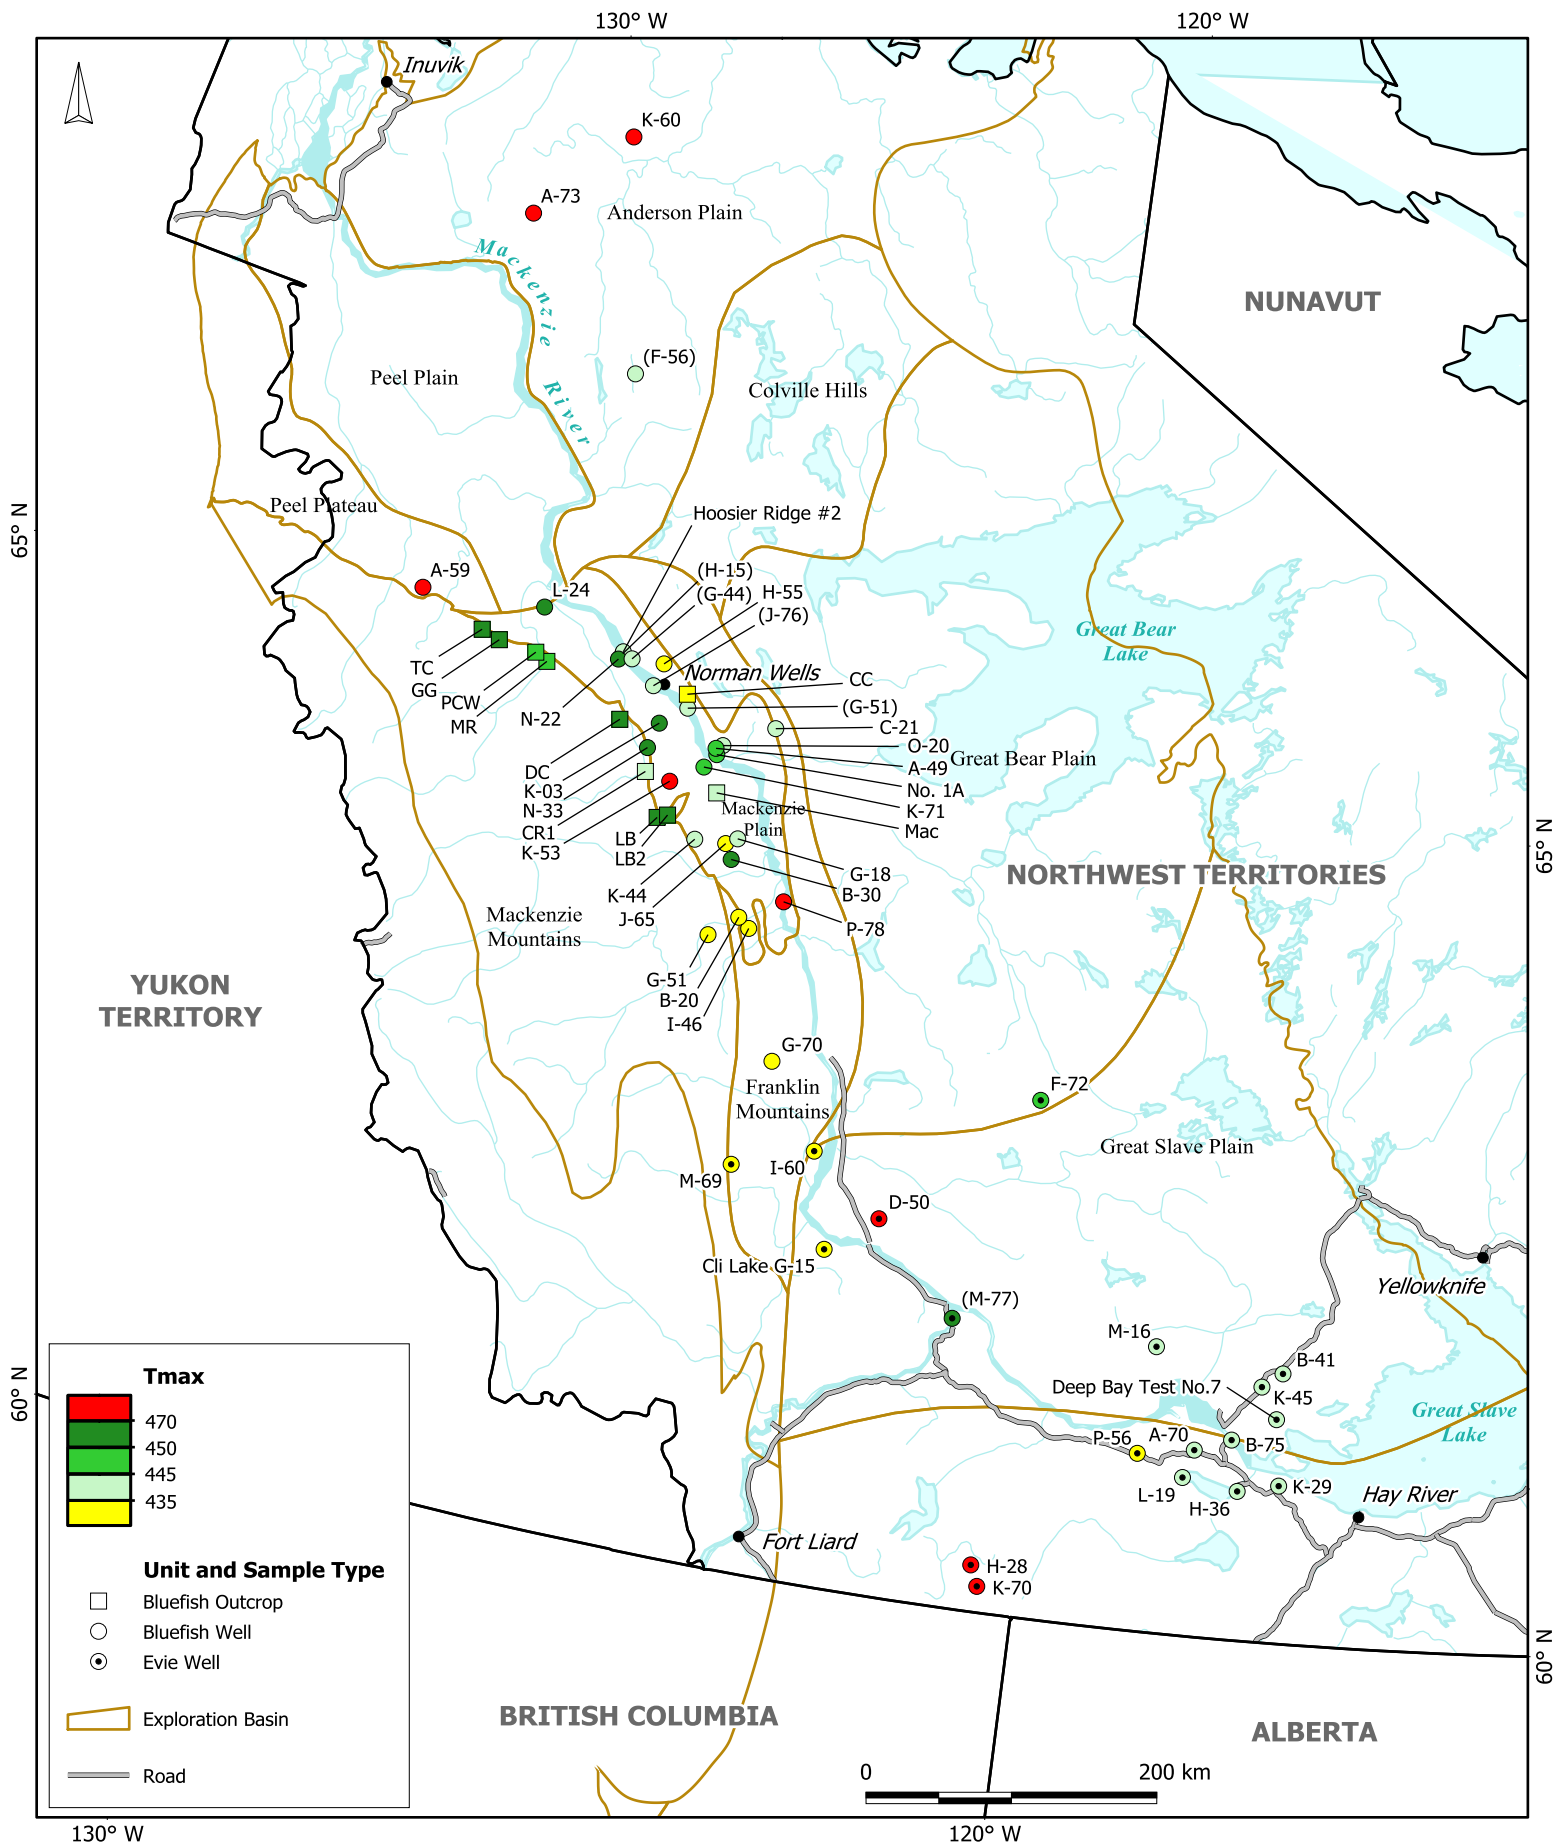 130° W
120° W
Inuvik
K-60
A-73
Anderson Plain
Mackenzie
River
NUNAVUT
(F-56)
Peel Plain
Colville Hills
Peel Plateau
65° N
Hoosier Ridge #2
(H-15)
(G-44)
H-55
(J-76)
A-59
L-24
Great Bear
Lake
TC
GG
PCW
MR
N-22
Norman Wells
CC
(G-51)
C-21
O-20
A-49
No. 1A
K-71
Mac
Great Bear Plain
DC
K-03
N-33
CR1
K-53
LB
LB2
Mackenzie
Plain
65° N
K-44
J-65
G-18
B-30
P-78
NORTHWEST TERRITORIES
Mackenzie
Mountains
G-51
B-20
I-46
YUKON
TERRITORY
G-70
Franklin
Mountains
F-72
Great Slave Plain
M-69
I-60
D-50
Cli Lake G-15
Yellowknife
(M-77)
M-16
B-41
Deep Bay Test No.7
K-45
60° N
Great Slave
Lake
P-56
A-70
B-75
L-19
H-36
K-29
Hay River
Fort Liard
H-28
K-70
60° N
Tmax
470
450
445
435
Unit and Sample Type
Bluefish Outcrop
Bluefish Well
Evie Well
Exploration Basin
Road
BRITISH COLUMBIA
ALBERTA
0
200 km
130° W
120° W